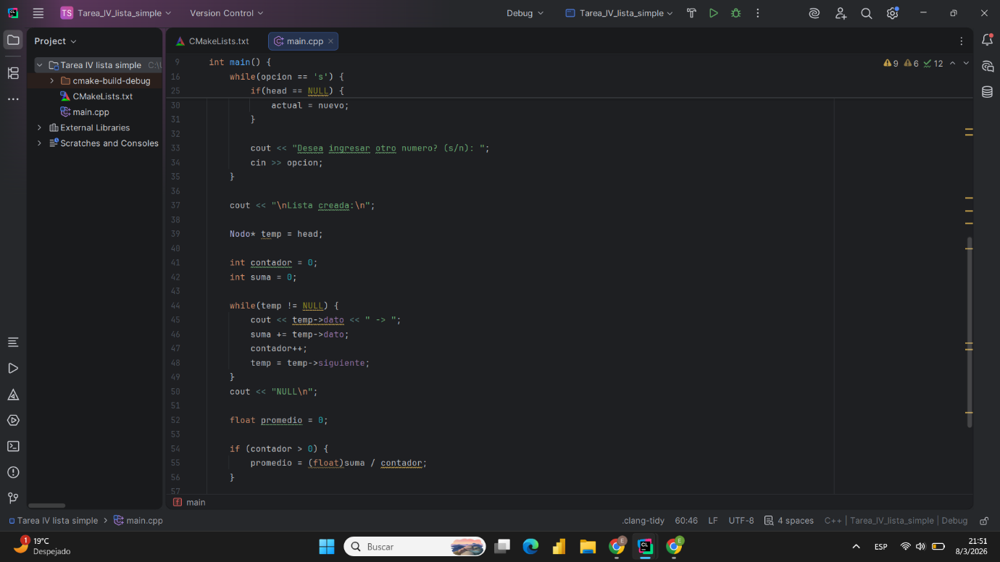 TS Tarea_IV_lista_simple Version Control Debug Tarea_IV_lista_simple
Project CMakeLists.txt main.cpp
Tarea IV lista simple C:\
cmake-build-debug
CMakeLists.txt
main.cpp
External Libraries
Scratches and Consoles
9 6 12
9 int main() {
16 while(opcion == 's') {
25 if(head == NULL) {
30 actual = nuevo;
31 }
32
33 cout << "Desea ingresar otro numero? (s/n): ";
34 cin >> opcion;
35 }
36
37 cout << "\nLista creada:\n";
38
39 Nodo* temp = head;
40
41 int contador = 0;
42 int suma = 0;
43
44 while(temp != NULL) {
45 cout << temp->dato << " -> ";
46 suma += temp->dato;
47 contador++;
48 temp = temp->siguiente;
49 }
50 cout << "NULL\n";
51
52 float promedio = 0;
53
54 if (contador > 0) {
55 promedio = (float)suma / contador;
56 }
57
f main
Tarea IV lista simple > main.cpp .clang-tidy 60:46 LF UTF-8 4 spaces C++ | Tarea_IV_lista_simple | Debug
1 19°C
Despejado
Buscar
ESP
21:51
8/3/2026